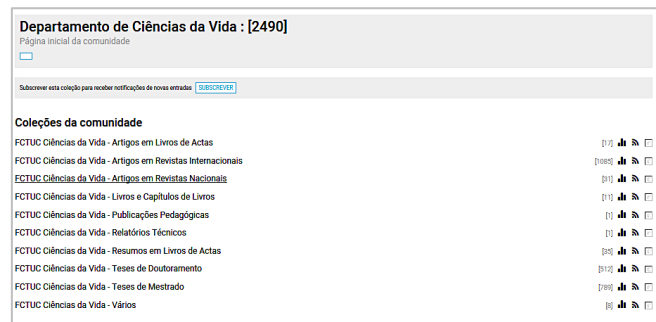 Departamento de Ciências da Vida : [2490]
Página inicial da comunidade
Subscrever esta coleção para receber notificações de novas entradas SUBSCREVER
Coleções da comunidade
FCTUC Ciências da Vida - Artigos em Livros de Actas [17]
FCTUC Ciências da Vida - Artigos em Revistas Internacionais [1085]
FCTUC Ciências da Vida - Artigos em Revistas Nacionais [31]
FCTUC Ciências da Vida - Livros e Capítulos de Livros [11]
FCTUC Ciências da Vida - Publicações Pedagógicas [1]
FCTUC Ciências da Vida - Relatórios Técnicos [1]
FCTUC Ciências da Vida - Resumos em Livros de Actas [35]
FCTUC Ciências da Vida - Teses de Doutoramento [512]
FCTUC Ciências da Vida - Teses de Mestrado [789]
FCTUC Ciências da Vida - Vários [8]